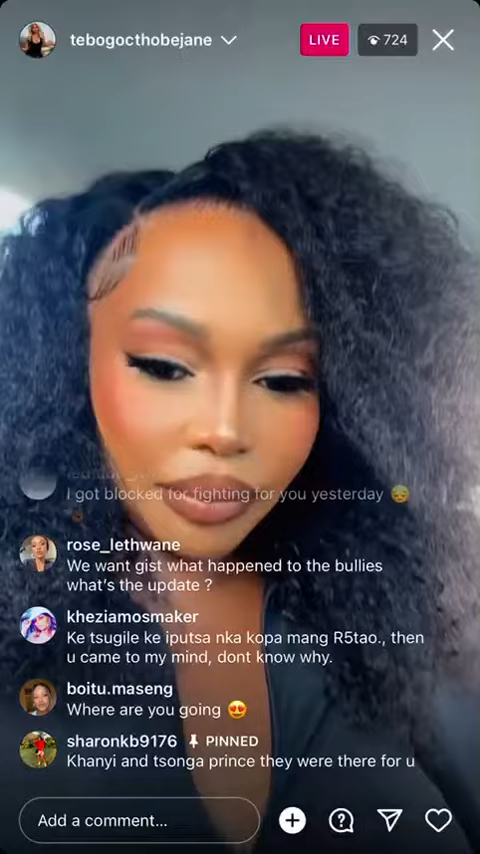 tebogocthobejane
LIVE
724
I got blocked for fighting for you yesterday 😔
rose_lethwane
We want gist what happened to the bullies
what's the update ?
kheziamosmaker
Ke tsugile ke iputsa nka kopa mang R5tao., then
u came to my mind, dont know why.
boitu.maseng
Where are you going 😍
sharonkb9176 PINNED
Khanyi and tsonga prince they were there for u
Add a comment...